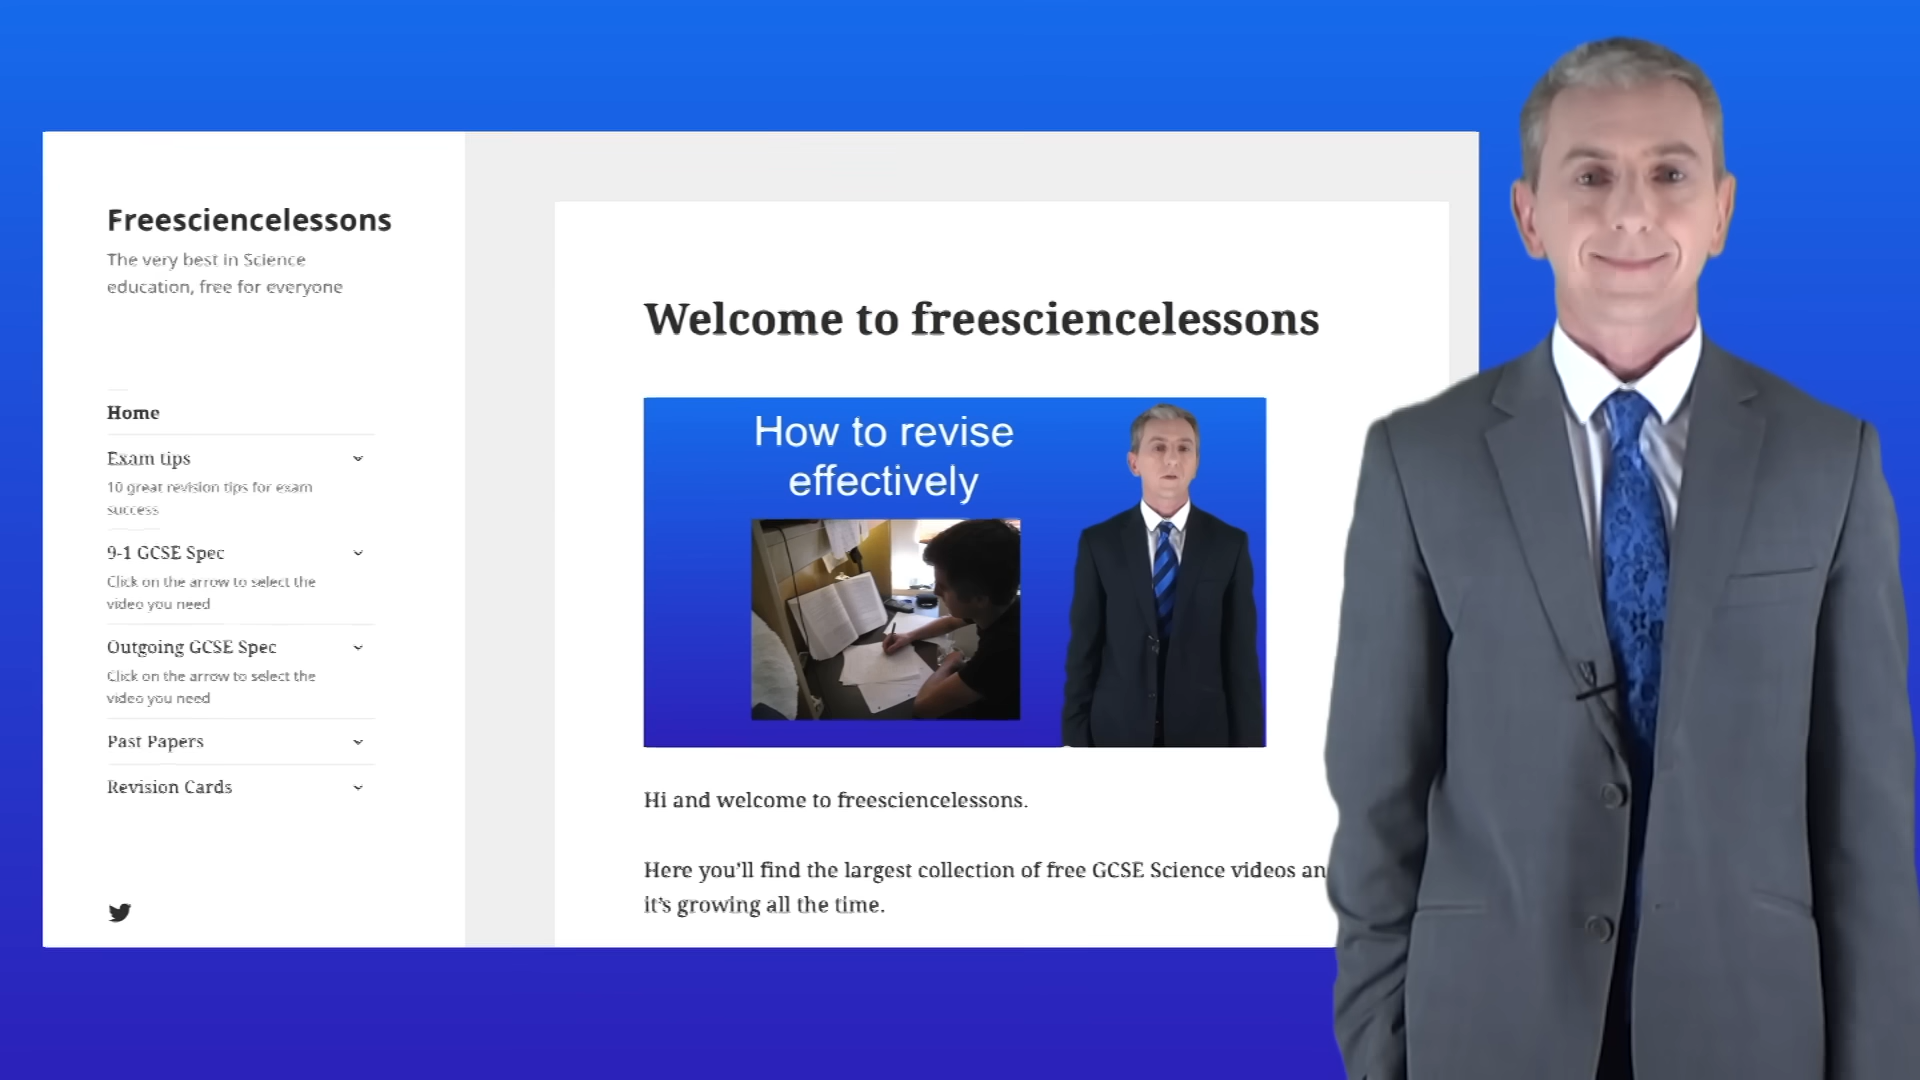 Freesciencelessons
The very best in Science
education, free for everyone
Home
Exam tips
10 great revision tips for exam
success
9-1 GCSE Spec
Click on the arrow to select the
video you need
Outgoing GCSE Spec
Click on the arrow to select the
video you need
Past Papers
Revision Cards
Welcome to freesciencelessons
How to revise
effectively
Hi and welcome to freesciencelessons.
Here you'll find the largest collection of free GCSE Science videos an
it's growing all the time.